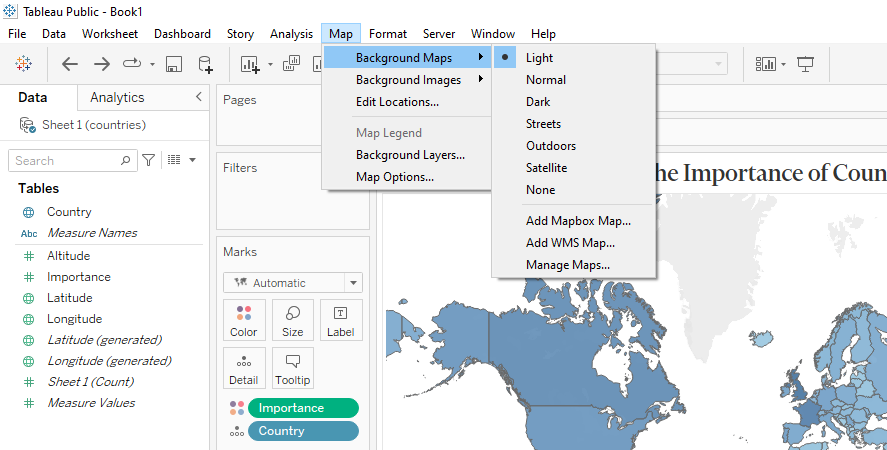 Tableau Public - Book1
File Data Worksheet Dashboard Story Analysis Map Format Server Window Help
Background Maps
Background Images
Edit Locations...
Map Legend
Background Layers...
Map Options...
Light
Normal
Dark
Streets
Outdoors
Satellite
None
Add Mapbox Map...
Add WMS Map...
Manage Maps...
Data Analytics
Sheet 1 (countries)
Search
Tables
Country
Abc Measure Names
Altitude
Importance
Latitude
Longitude
Latitude (generated)
Longitude (generated)
Sheet 1 (Count)
Measure Values
Pages
Filters
Marks
Automatic
Color Size Label
T
Detail Tooltip
Importance
Country
he Importance of Coun